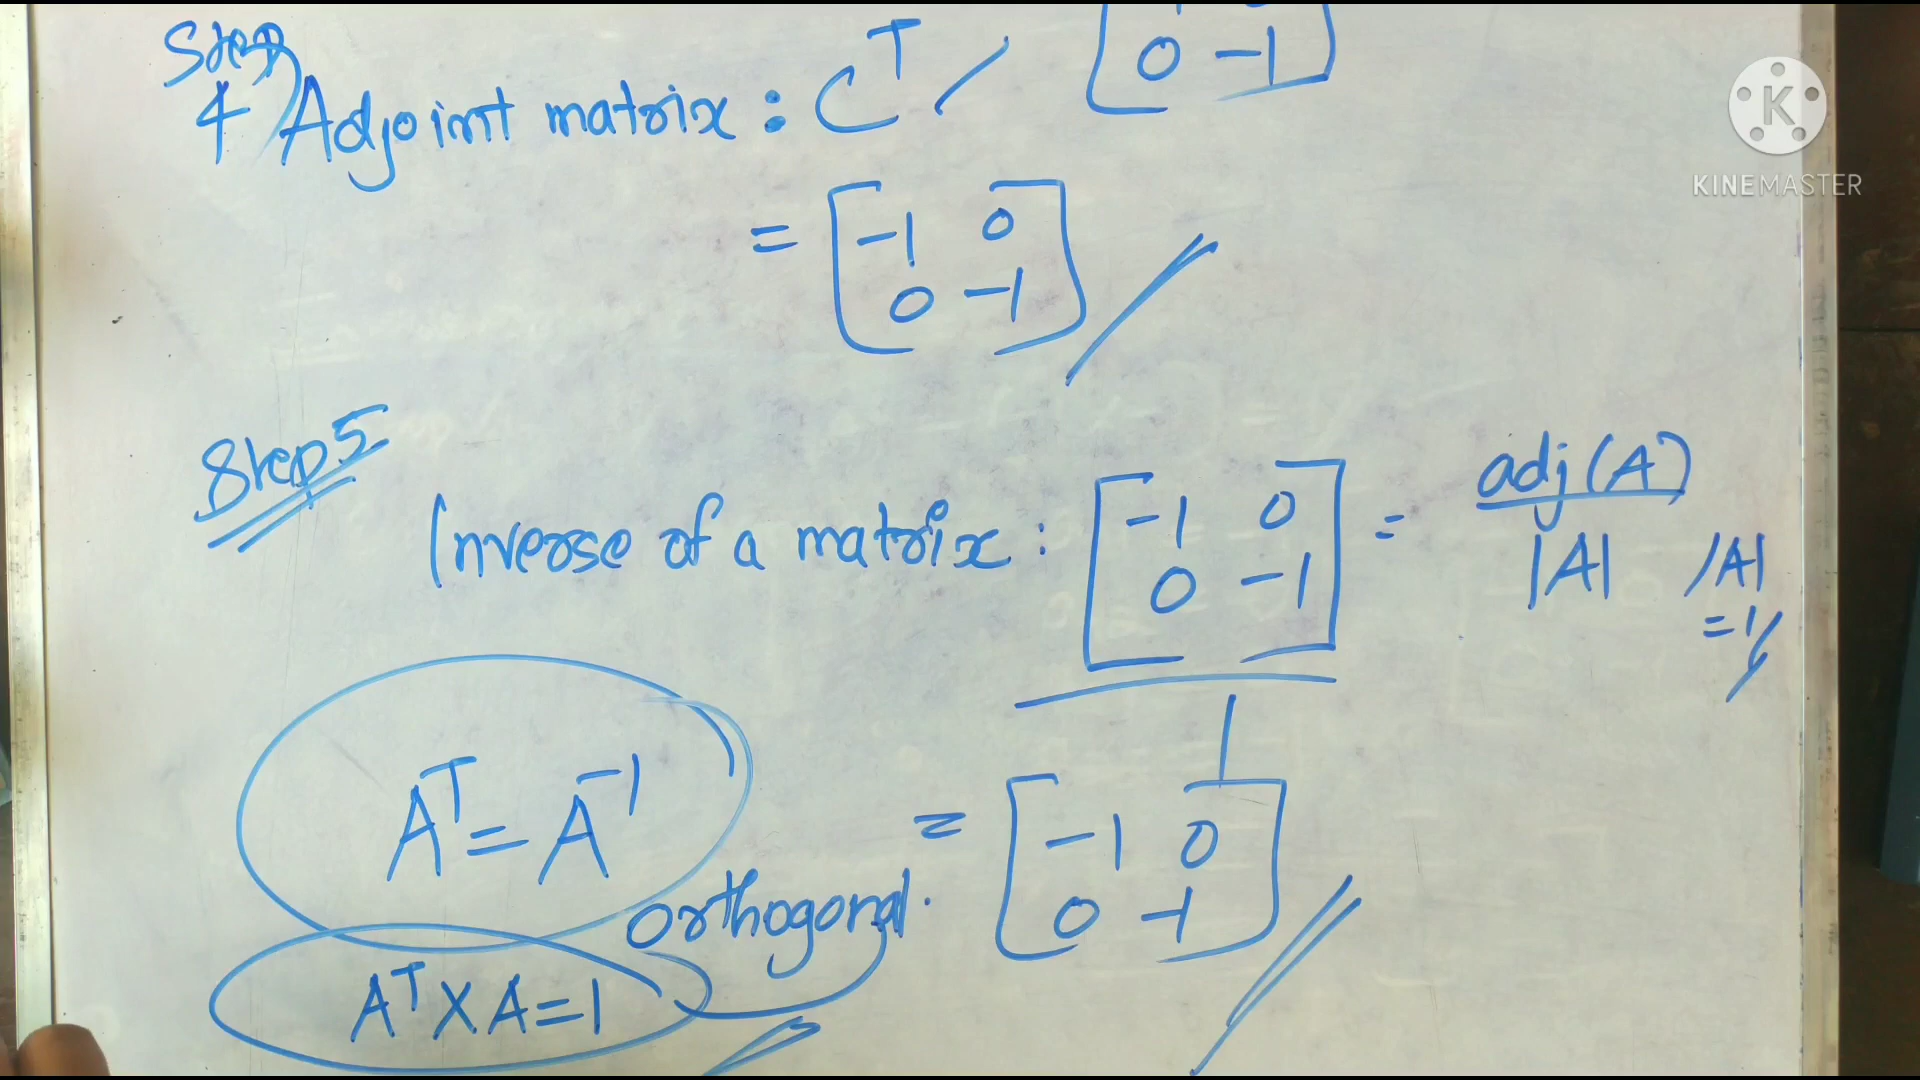 Step
4 Adjoint matrix : C^T / [0 -1]
= [-1 0
0 -1]
Step 5
Inverse of a matrix : [-1 0
0 -1] = adj(A)
|A| |A|
= 1
1
A^T = A^-1
= [-1 0
0 -1]
orthogonal.
A^T X A = 1
KINEMASTER